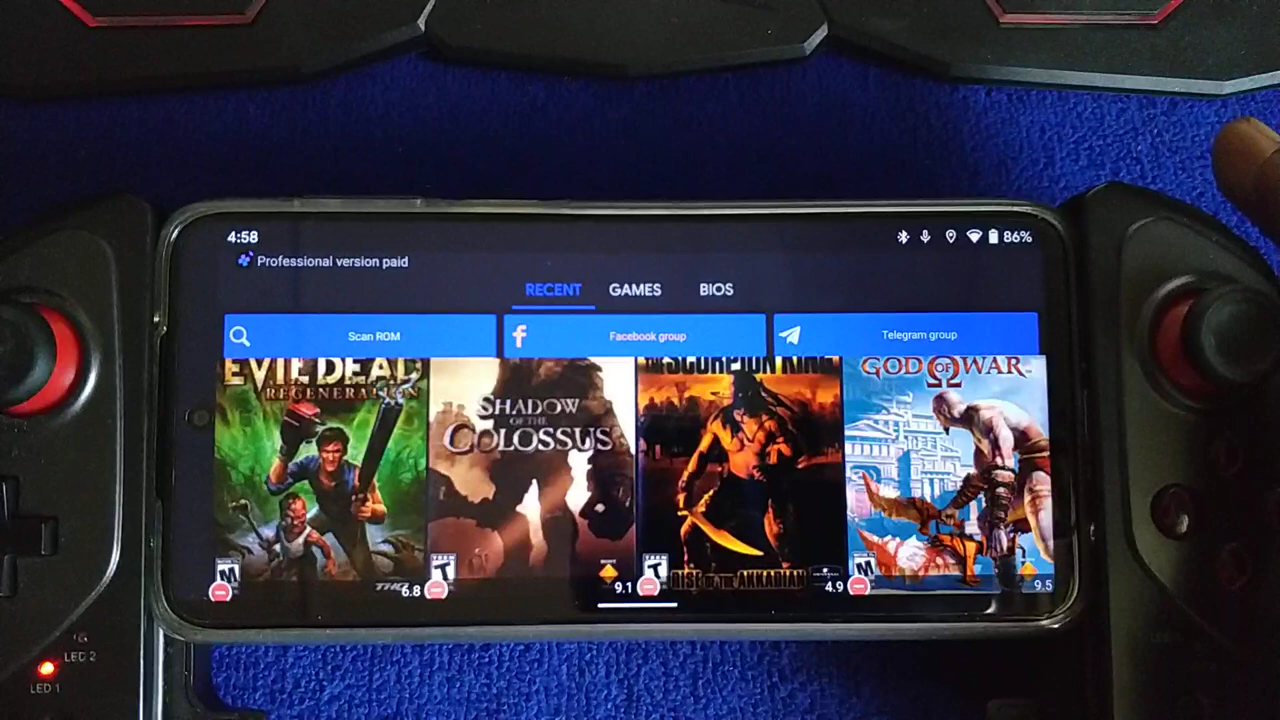 4:58
86%
Professional version paid
RECENT GAMES BIOS
Scan ROM
Facebook group
Telegram group
EVIL DEAD
REGENERATION
SHADOW
OF THE
COLOSSUS
THE SCORPION KING
GOD OF WAR
RISE OF THE AKKADIAN
M
T
T
M
THQ
6.8
9.1
4.9
9.5
LED 2
LED 1